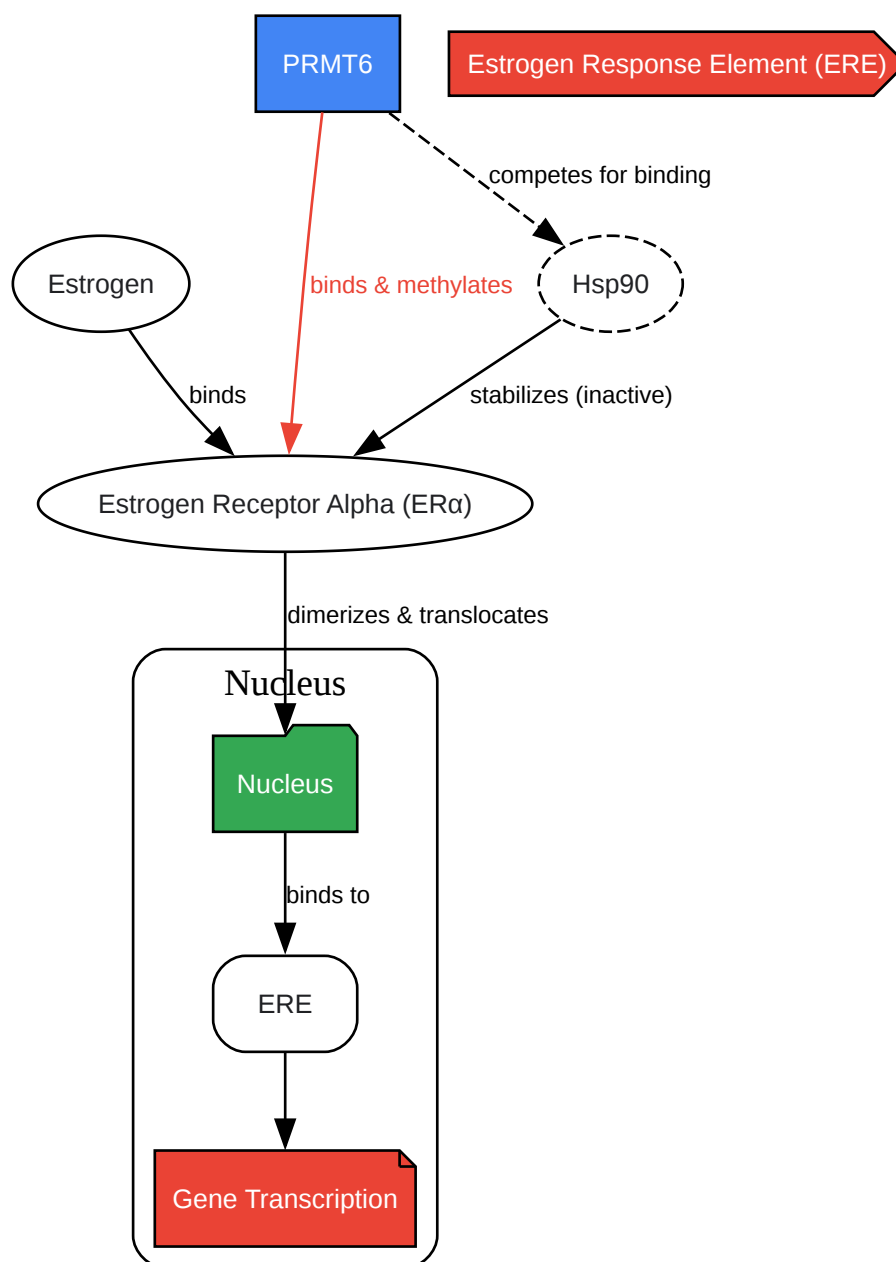 PRMT6
Estrogen Response Element (ERE)
competes for binding
Estrogen
binds & methylates
Hsp90
binds
stabilizes (inactive)
Estrogen Receptor Alpha (ERα)
dimerizes & translocates
Nucleus
Nucleus
binds to
ERE
Gene Transcription